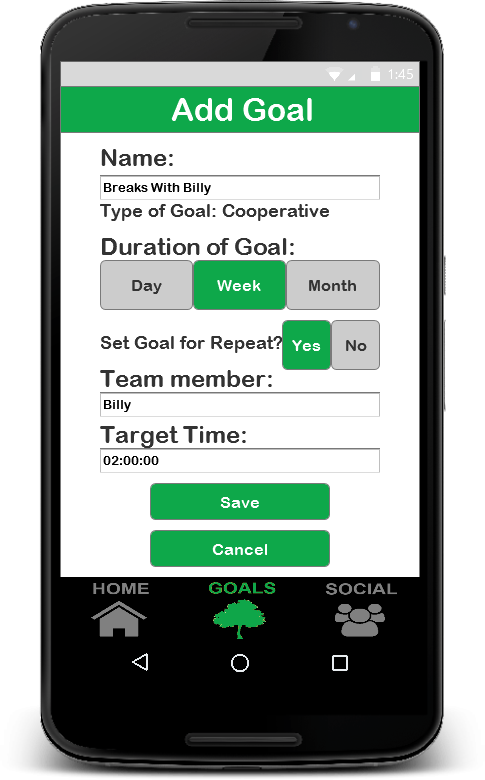 1:45
Add Goal
Name:
Breaks With Billy
Type of Goal: Cooperative
Duration of Goal:
Day Week Month
Set Goal for Repeat? Yes No
Team member:
Billy
Target Time:
02:00:00
Save
Cancel
HOME GOALS SOCIAL